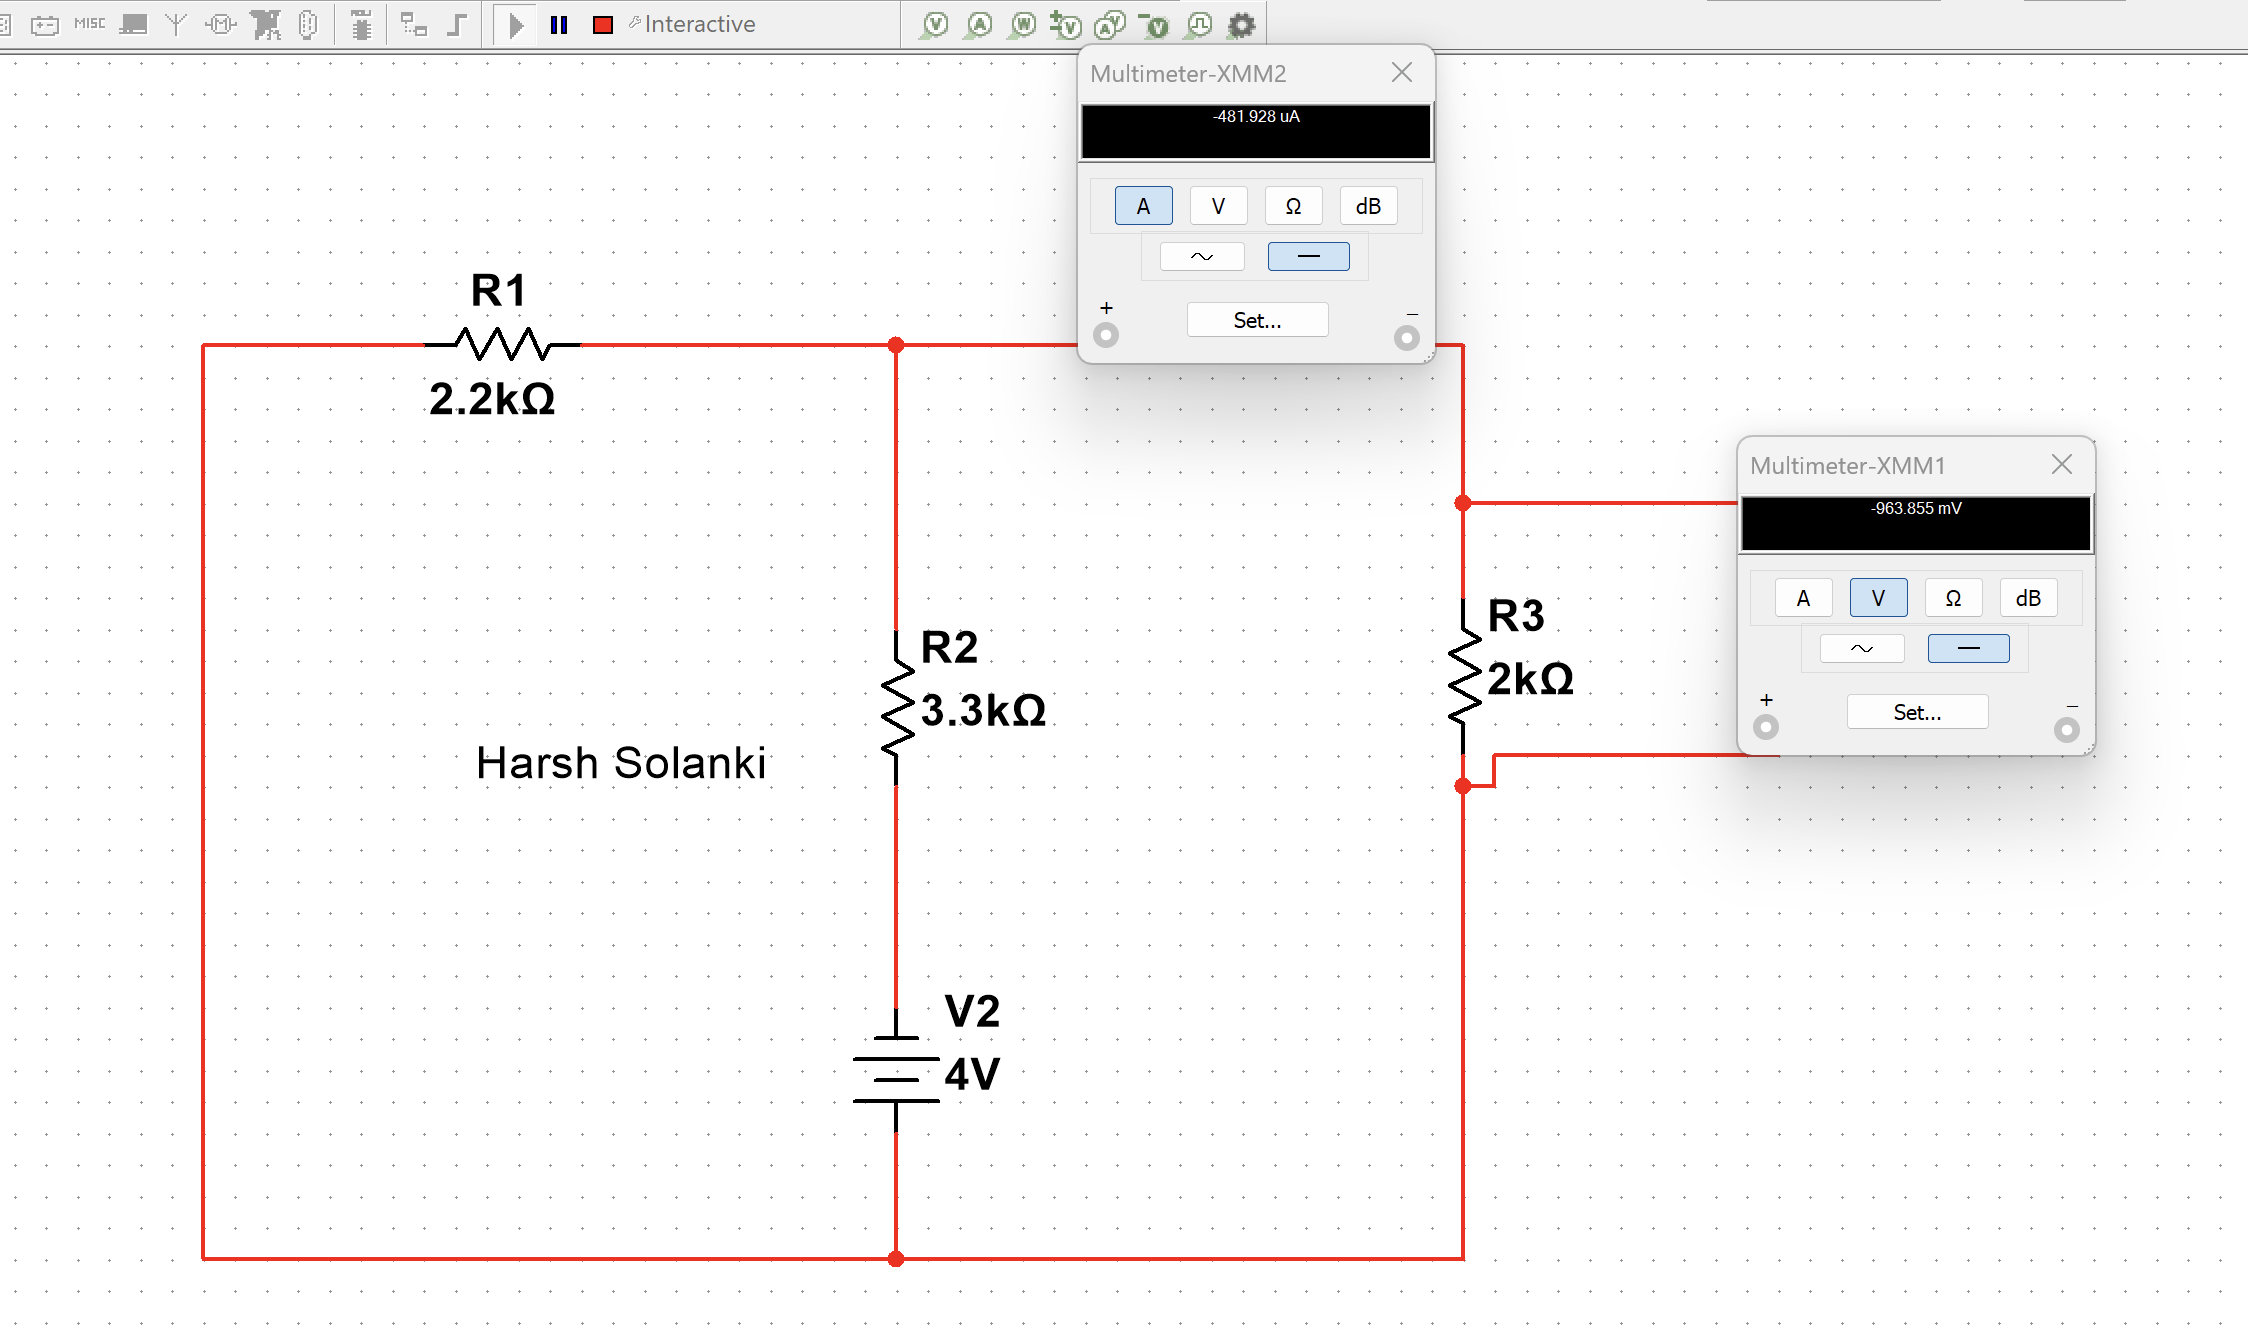 MISC
Interactive
V
A
W
V
A V
V
Multimeter-XMM2
-481.928 uA
A V Ω dB
~ —
+ Set... –
R1
2.2kΩ
Multimeter-XMM1
-963.855 mV
A V Ω dB
~ —
+ Set... –
R3
2kΩ
R2
3.3kΩ
Harsh Solanki
V2
4V